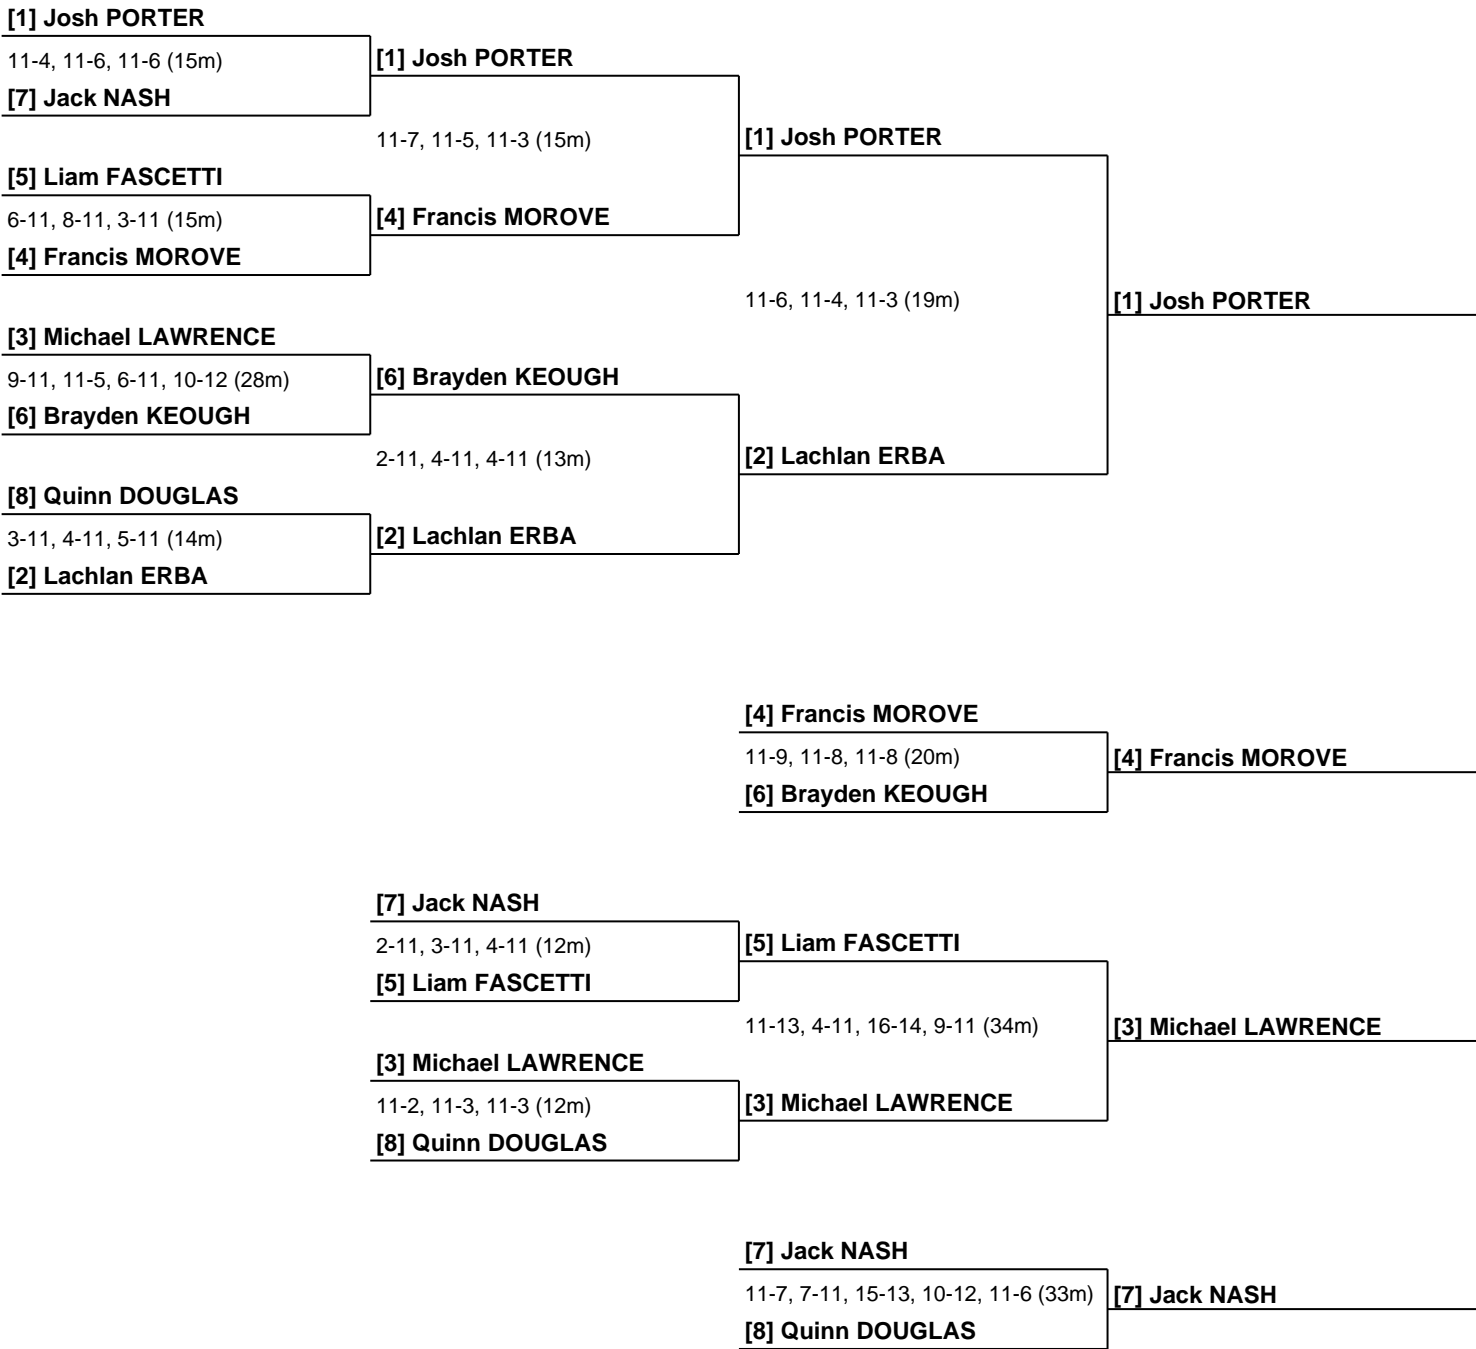 [1] Josh PORTER
11-4, 11-6, 11-6 (15m)
[7] Jack NASH
[1] Josh PORTER
11-7, 11-5, 11-3 (15m)
[1] Josh PORTER
[5] Liam FASCETTI
6-11, 8-11, 3-11 (15m)
[4] Francis MOROVE
[4] Francis MOROVE
11-6, 11-4, 11-3 (19m)
[1] Josh PORTER
[3] Michael LAWRENCE
9-11, 11-5, 6-11, 10-12 (28m)
[6] Brayden KEOUGH
[6] Brayden KEOUGH
2-11, 4-11, 4-11 (13m)
[2] Lachlan ERBA
[8] Quinn DOUGLAS
3-11, 4-11, 5-11 (14m)
[2] Lachlan ERBA
[2] Lachlan ERBA
[4] Francis MOROVE
11-9, 11-8, 11-8 (20m)
[6] Brayden KEOUGH
[4] Francis MOROVE
[7] Jack NASH
2-11, 3-11, 4-11 (12m)
[5] Liam FASCETTI
[5] Liam FASCETTI
11-13, 4-11, 16-14, 9-11 (34m)
[3] Michael LAWRENCE
[3] Michael LAWRENCE
11-2, 11-3, 11-3 (12m)
[8] Quinn DOUGLAS
[3] Michael LAWRENCE
[7] Jack NASH
11-7, 7-11, 15-13, 10-12, 11-6 (33m)
[8] Quinn DOUGLAS
[7] Jack NASH